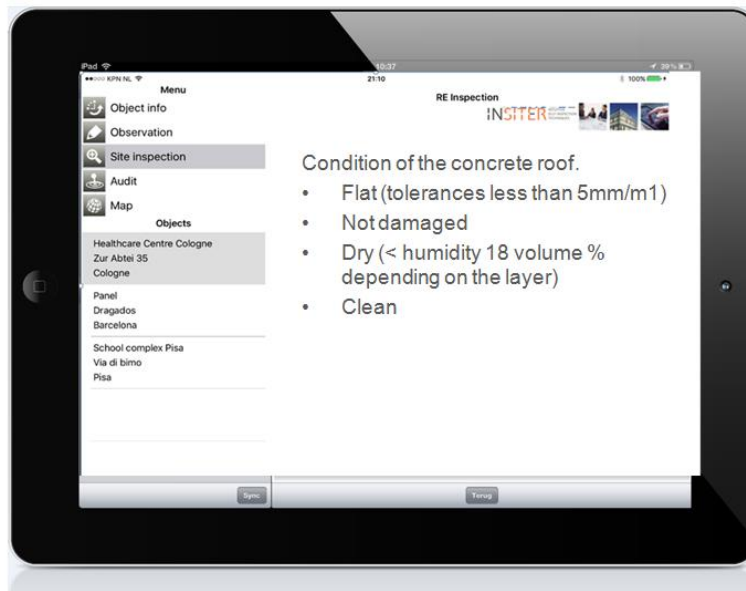 iPad
10:37
39%
KPN NL
21:10
100%
Menu
RE Inspection
Object info
INSITER
Observation
Site inspection
Audit
Map
Objects
Healthcare Centre Cologne
Zur Abtei 35
Cologne
Panel
Dragados
Barcelona
School complex Pisa
Via di bimo
Pisa
Condition of the concrete roof.
• Flat (tolerances less than 5mm/m1)
• Not damaged
• Dry (< humidity 18 volume %
depending on the layer)
• Clean
Sync
Terug